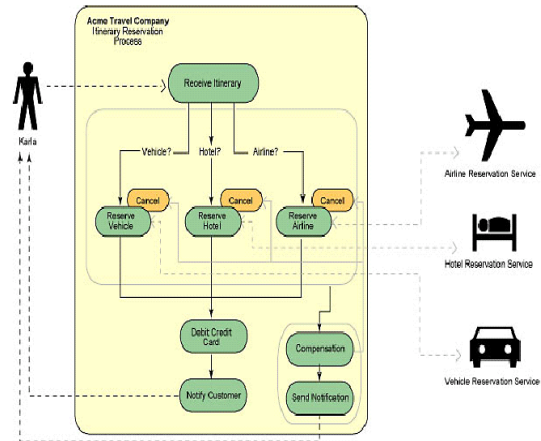 Acme Travel Company
Itinerary Reservation
Process
Receive Itinerary
Karla
Vehicle?
Hotel?
Airline?
Airline Reservation Service
Cancel
Cancel
Cancel
Reserve
Vehicle
Reserve
Hotel
Reserve
Airline
Hotel Reservation Service
Debit Credit
Card
Compensation
Vehicle Reservation Service
Notify Customer
Send Notification